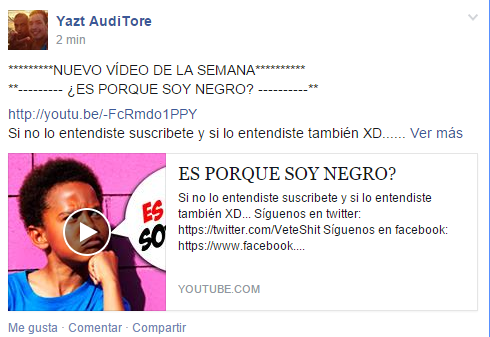 Yazt AudiTore
2 min
*********NUEVO VÍDEO DE LA SEMANA**********
**--------- ¿ES PORQUE SOY NEGRO? ----------**
http://youtu.be/-FcRmdo1PPY
Si no lo entendiste suscribete y si lo entendiste también XD...... Ver más
ES
SO
ES PORQUE SOY NEGRO?
Si no lo entendiste suscribete y si lo entendiste
también XD... Síguenos en twitter:
https://twitter.com/VeteShit Síguenos en facebook:
https://www.facebook....
YOUTUBE.COM
Me gusta · Comentar · Compartir